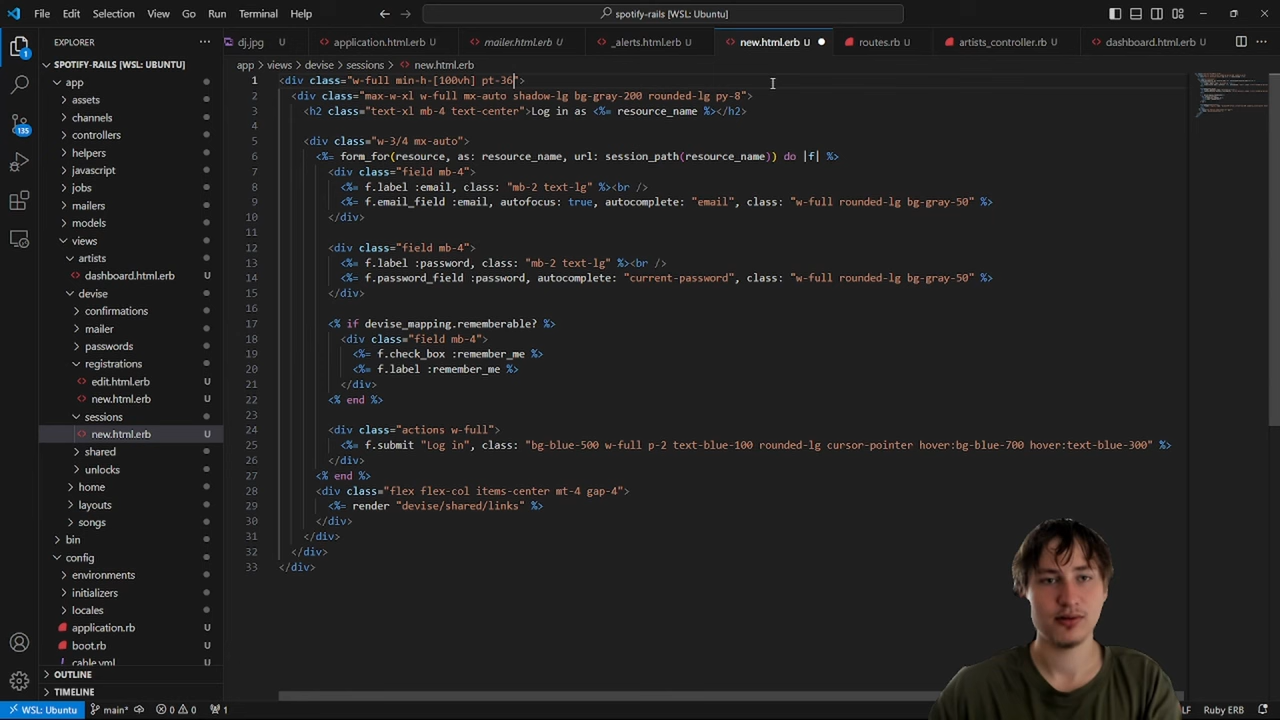 File Edit Selection View Go Run Terminal Help
spotify-rails [WSL: Ubuntu]
EXPLORER
dj.jpg U application.html.erb U mailer.html.erb U _alerts.html.erb U new.html.erb U routes.rb U artists_controller.rb U dashboard.html.erb U
SPOTIFY-RAILS [WSL: UBUNTU]
app > views > devise > sessions > new.html.erb
app
assets
channels
controllers
helpers
javascript
jobs
mailers
models
views
artists
dashboard.html.erb U
devise
confirmations
mailer
passwords
registrations
edit.html.erb U
new.html.erb U
sessions
new.html.erb U
shared
unlocks
home
layouts
songs
bin
config
environments
initializers
locales
application.rb U
boot.rb U
cable.yml
OUTLINE
TIMELINE
1
135
1 <div class="w-full min-h-[100vh] pt-36">
2 <div class="max-w-xl w-full mx-auto shadow-lg bg-gray-200 rounded-lg py-8">
3 <h2 class="text-xl mb-4 text-center">Log in as <%= resource_name %></h2>
4
5 <div class="w-3/4 mx-auto">
6 <%= form_for(resource, as: resource_name, url: session_path(resource_name)) do |f| %>
7 <div class="field mb-4">
8 <%= f.label :email, class: "mb-2 text-lg" %><br />
9 <%= f.email_field :email, autofocus: true, autocomplete: "email", class: "w-full rounded-lg bg-gray-50" %>
10 </div>
11
12 <div class="field mb-4">
13 <%= f.label :password, class: "mb-2 text-lg" %><br />
14 <%= f.password_field :password, autocomplete: "current-password", class: "w-full rounded-lg bg-gray-50" %>
15 </div>
16
17 <% if devise_mapping.rememberable? %>
18 <div class="field mb-4">
19 <%= f.check_box :remember_me %>
20 <%= f.label :remember_me %>
21 </div>
22 <% end %>
23
24 <div class="actions w-full">
25 <%= f.submit "Log in", class: "bg-blue-500 w-full p-2 text-blue-100 rounded-lg cursor-pointer hover:bg-blue-700 hover:text-blue-300" %>
26 </div>
27 <% end %>
28 <div class="flex flex-col items-center mt-4 gap-4">
29 <%= render "devise/shared/links" %>
30 </div>
31 </div>
32 </div>
33 </div>
WSL: Ubuntu main* 0 0 1 LF Ruby ERB